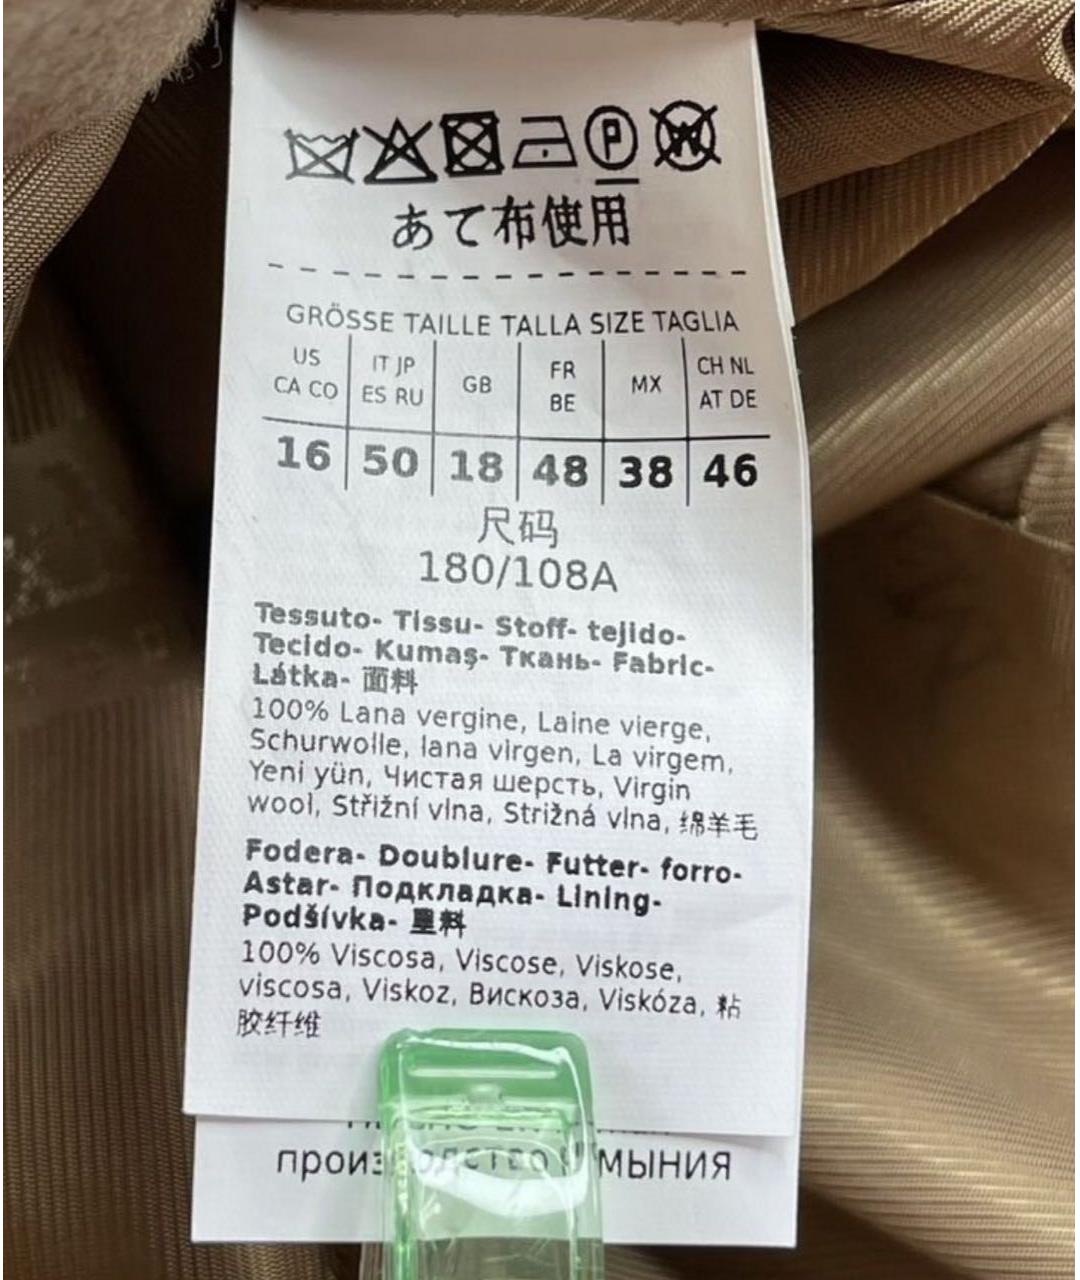 P W
あて布使用
GRÖSSE TAILLE TALLA SIZE TAGLIA
US CA CO | IT JP ES RU | GB | FR BE | MX | CH NL AT DE
16 | 50 | 18 | 48 | 38 | 46
尺码
180/108A
Tessuto- Tissu- Stoff- tejido-
Tecido- Kumaş- Ткань- Fabric-
Látka- 面料
100% Lana vergine, Laine vierge,
Schurwolle, lana virgen, La virgem,
Yeni yün, Чистая шерсть, Virgin
wool, Střižní vlna, Strižná vlna, 绵羊毛
Fodera- Doublure- Futter- forro-
Astar- Подкладка- Lining-
Podšívka- 里料
100% Viscosa, Viscose, Viskose,
viscosa, Viskoz, Вискоза, Viskóza, 粘
胶纤维